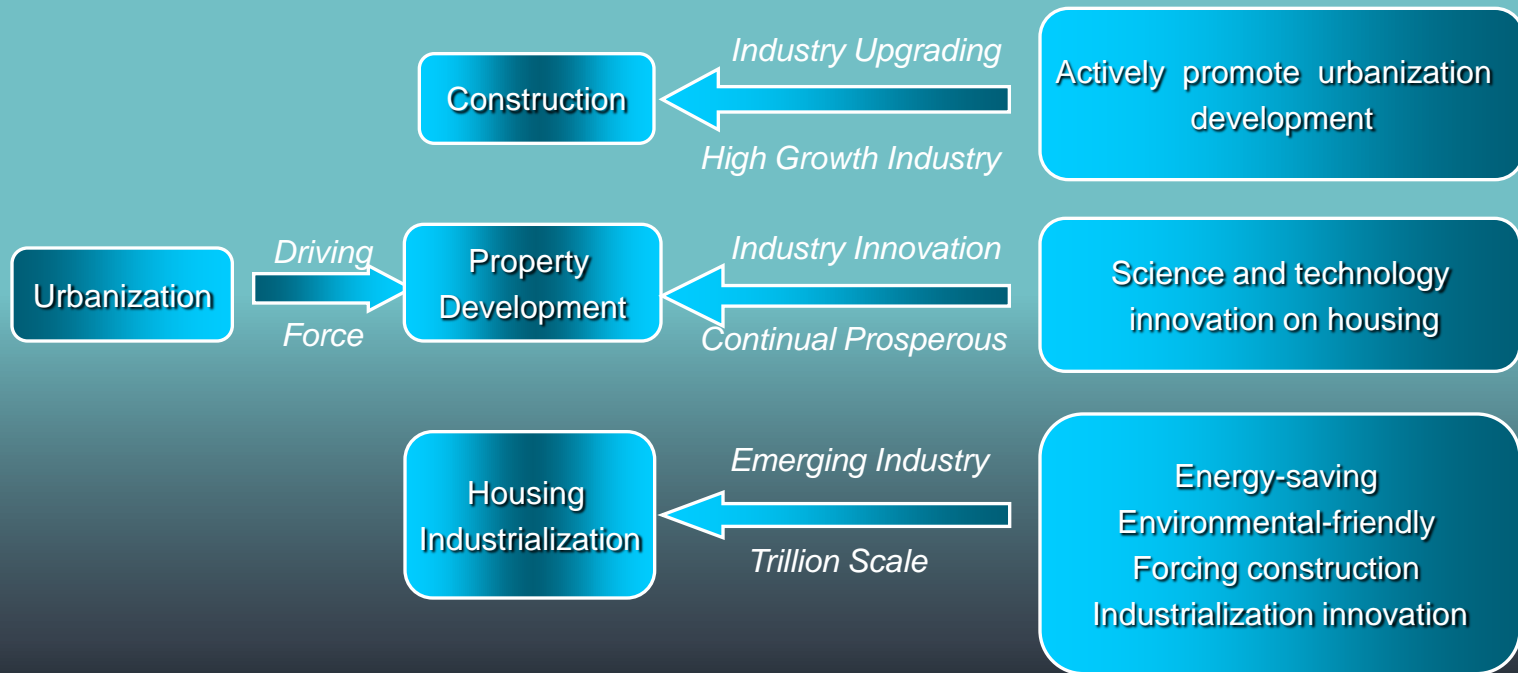 Industry Upgrading
Construction
High Growth Industry
Actively promote urbanization
development
Urbanization
Driving
Force
Property
Development
Industry Innovation
Continual Prosperous
Science and technology
innovation on housing
Housing
Industrialization
Emerging Industry
Trillion Scale
Energy-saving
Environmental-friendly
Forcing construction
Industrialization innovation